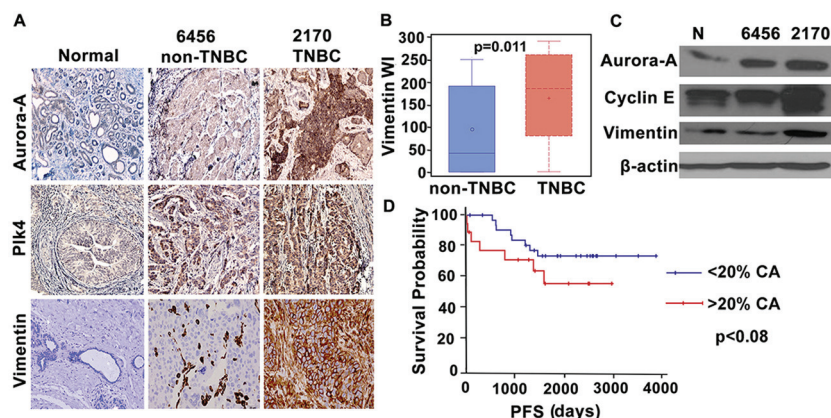 A
Normal
6456
non-TNBC
2170
TNBC
Aurora-A
Plk4
Vimentin
B
Vimentin WI
300
250
200
150
100
50
0
p=0.011
non-TNBC
TNBC
C
N 6456 2170
Aurora-A
Cyclin E
Vimentin
β-actin
D
Survival Probability
100
80
60
40
20
0
0 1000 2000 3000 4000
PFS (days)
<20% CA
>20% CA
p<0.08